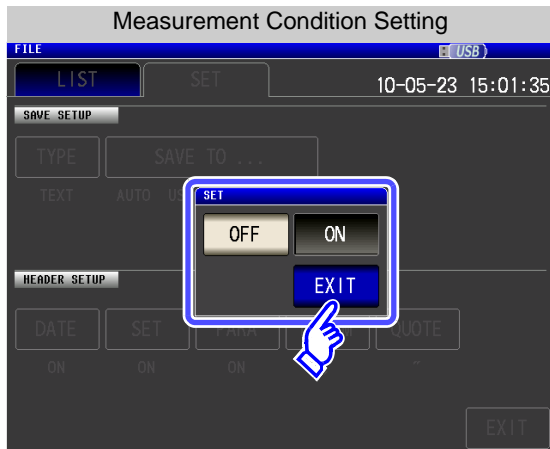 Measurement Condition Setting
FILE USB
LIST SET 10-05-23 15:01:35
SAVE SETUP
TYPE SAVE TO ...
TEXT AUTO
SET
OFF ON
EXIT
HEADER SETUP
DATE SET PARA QUOTE
ON ON ON "
EXIT